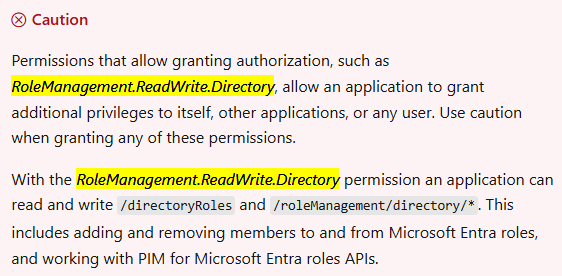 Caution
Permissions that allow granting authorization, such as
RoleManagement.ReadWrite.Directory, allow an application to grant
additional privileges to itself, other applications, or any user. Use caution
when granting any of these permissions.
With the RoleManagement.ReadWrite.Directory permission an application can
read and write /directoryRoles and /roleManagement/directory/*. This
includes adding and removing members to and from Microsoft Entra roles,
and working with PIM for Microsoft Entra roles APIs.